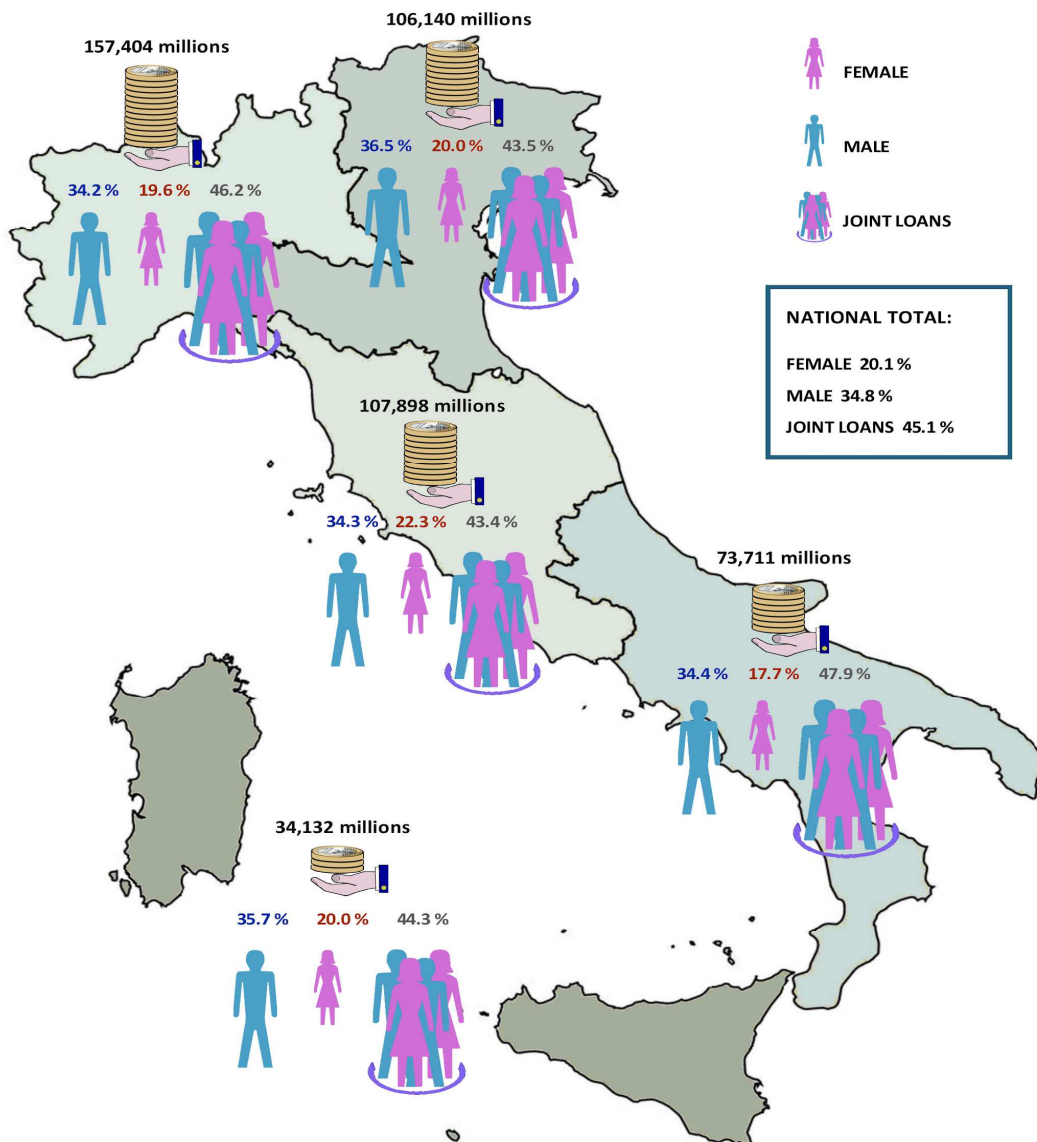 106,140 millions
157,404 millions
36.5 % 20.0 % 43.5 %
34.2 % 19.6 % 46.2 %
FEMALE
MALE
JOINT LOANS
NATIONAL TOTAL:
FEMALE 20.1 %
MALE 34.8 %
JOINT LOANS 45.1 %
107,898 millions
34.3 % 22.3 % 43.4 %
73,711 millions
34.4 % 17.7 % 47.9 %
34,132 millions
35.7 % 20.0 % 44.3 %